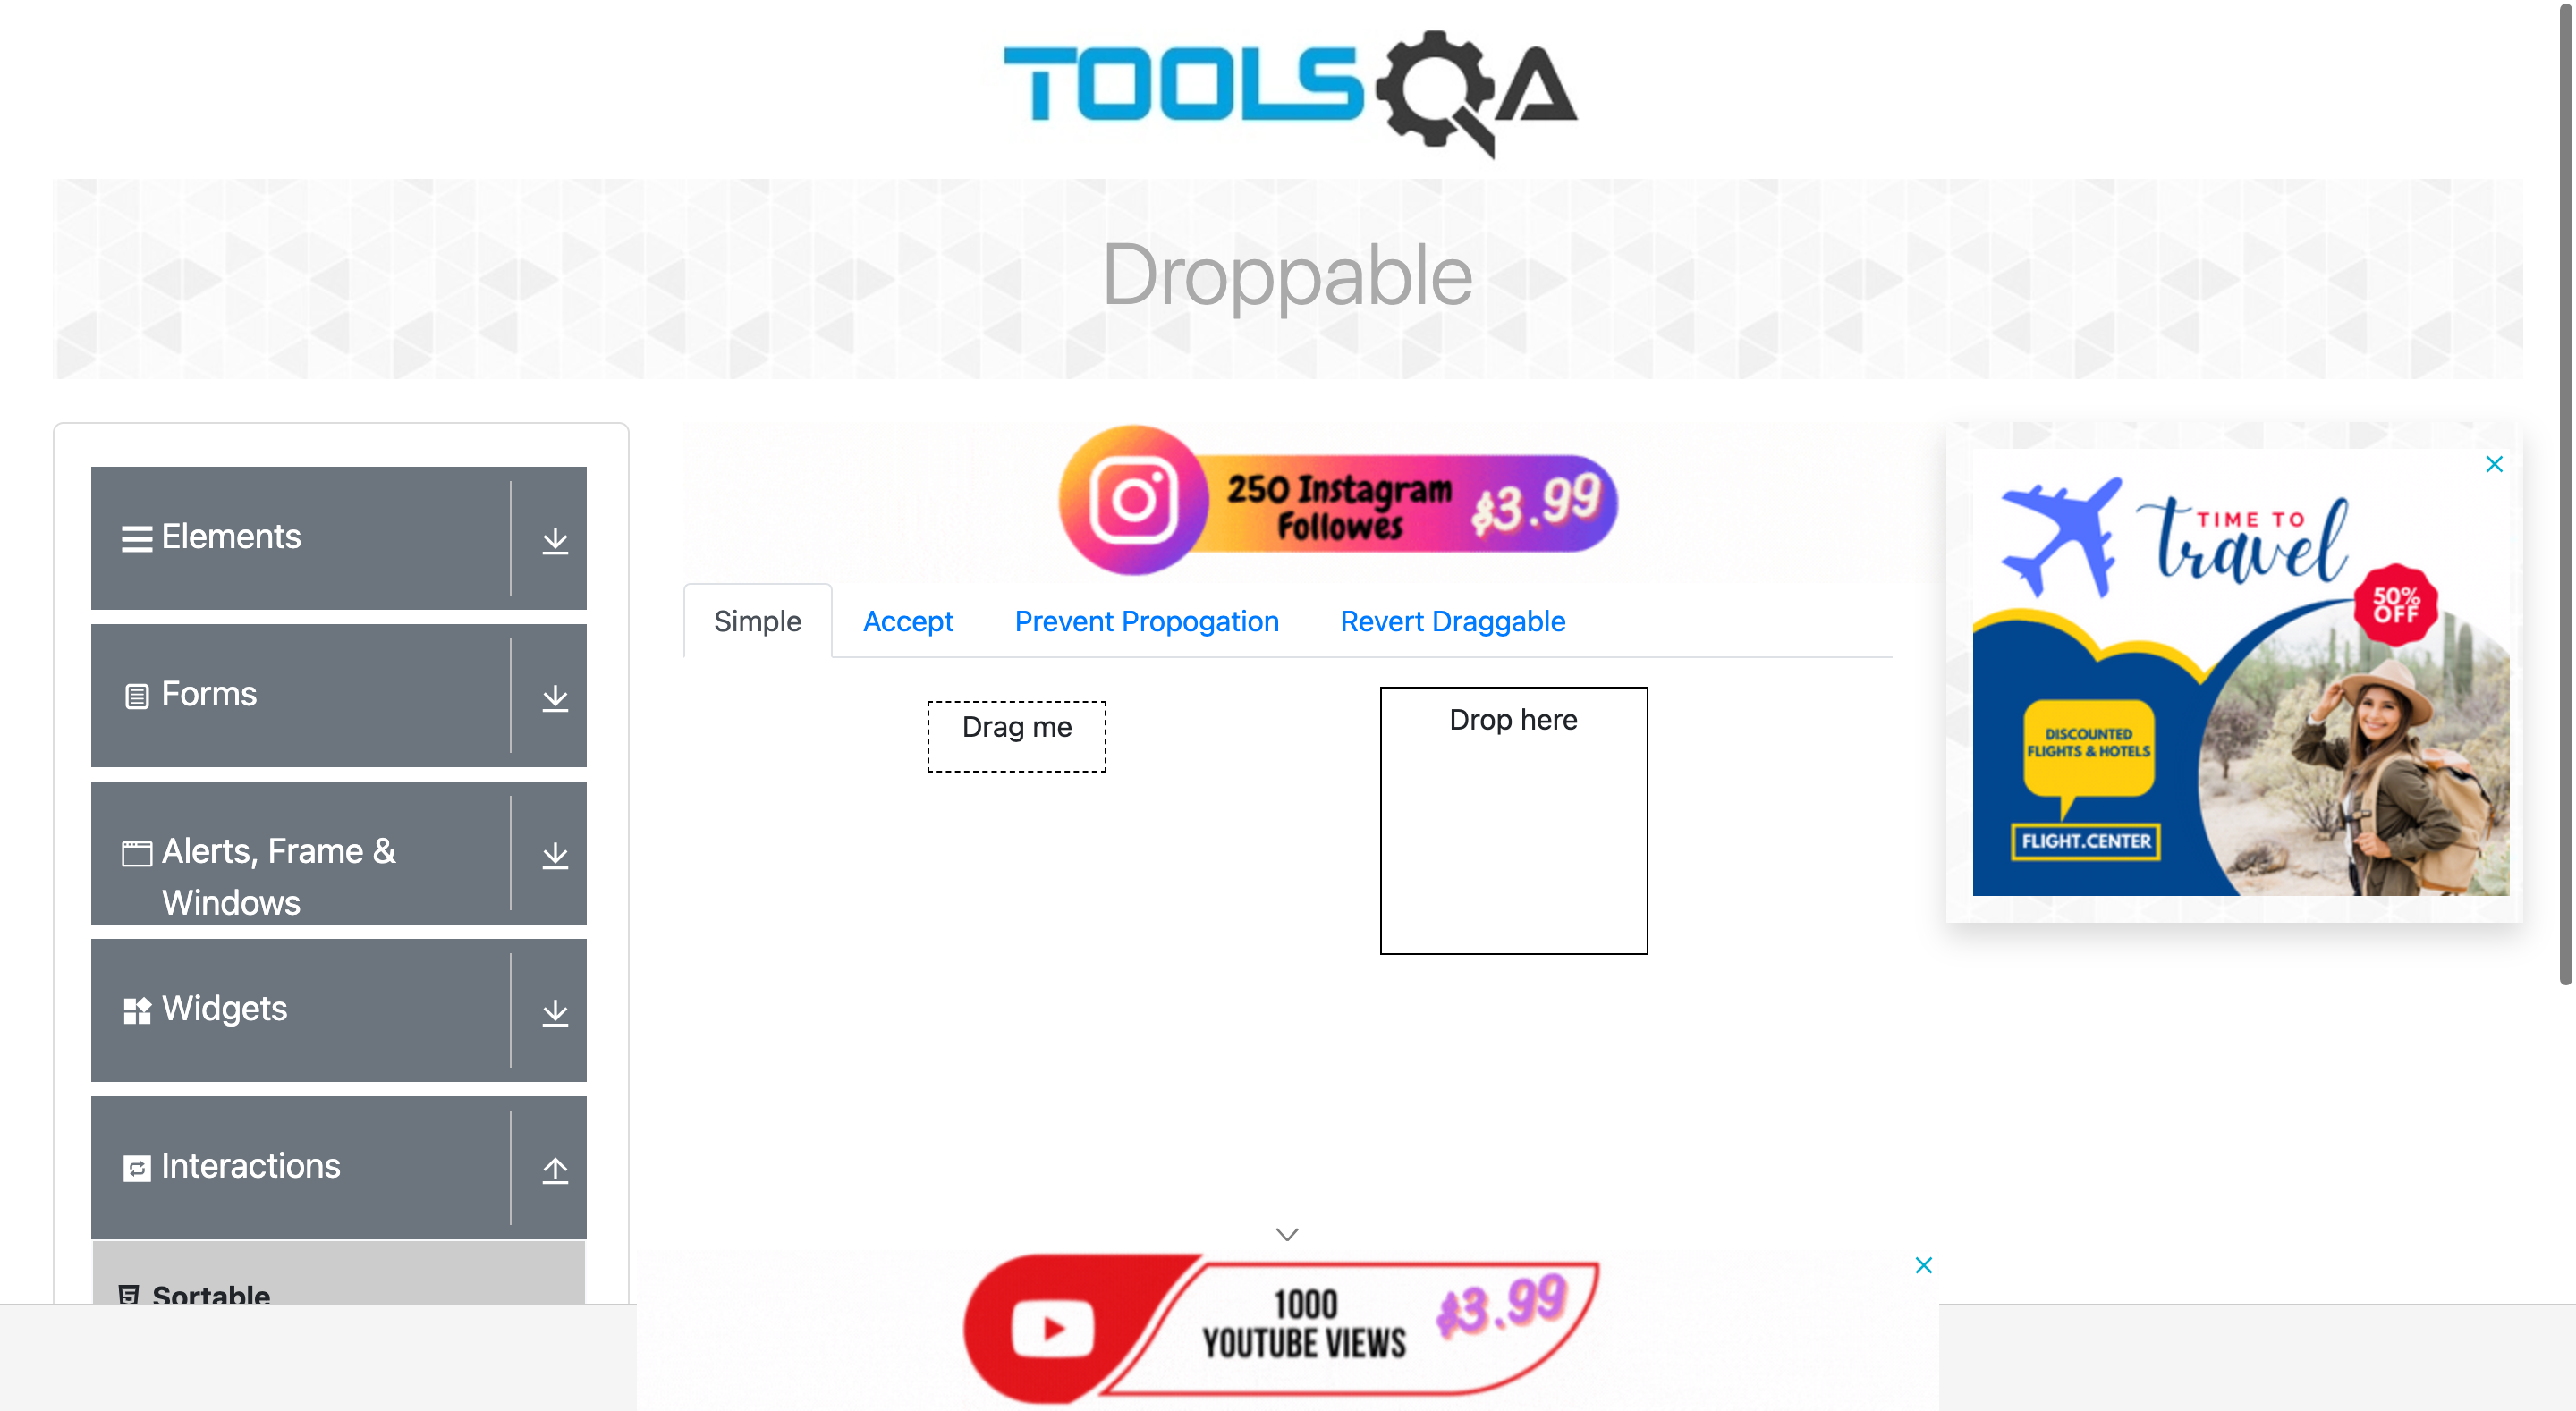 TOOLSQA
Droppable
Elements
Forms
Alerts, Frame &
Windows
Widgets
Interactions
Sortable
250 Instagram
Followes
$3.99
Simple
Accept
Prevent Propogation
Revert Draggable
Drag me
Drop here
TIME TO
travel
50%
OFF
DISCOUNTED
FLIGHTS & HOTELS
FLIGHT.CENTER
1000
YOUTUBE VIEWS
$3.99